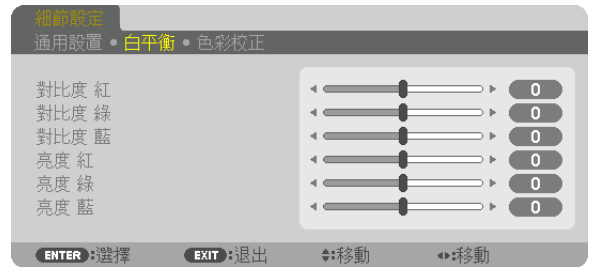 細節設定
通用設置 • 白平衡 • 色彩校正
對比度 紅 0
對比度 綠 0
對比度 藍 0
亮度 紅 0
亮度 綠 0
亮度 藍 0
ENTER:選擇 EXIT:退出 :移動 :移動